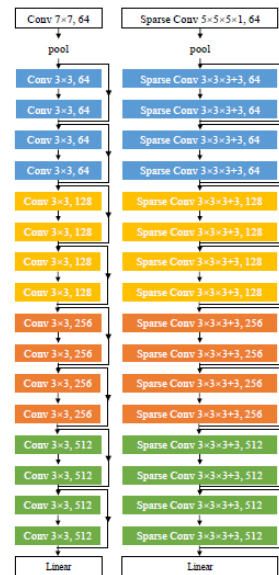 Conv 7×7, 64
pool
Conv 3×3, 64
Conv 3×3, 64
Conv 3×3, 64
Conv 3×3, 64
Conv 3×3, 128
Conv 3×3, 128
Conv 3×3, 128
Conv 3×3, 128
Conv 3×3, 256
Conv 3×3, 256
Conv 3×3, 256
Conv 3×3, 256
Conv 3×3, 512
Conv 3×3, 512
Conv 3×3, 512
Conv 3×3, 512
Linear
Sparse Conv 5×5×5×1, 64
pool
Sparse Conv 3×3×3+3, 64
Sparse Conv 3×3×3+3, 64
Sparse Conv 3×3×3+3, 64
Sparse Conv 3×3×3+3, 64
Sparse Conv 3×3×3+3, 128
Sparse Conv 3×3×3+3, 128
Sparse Conv 3×3×3+3, 128
Sparse Conv 3×3×3+3, 128
Sparse Conv 3×3×3+3, 256
Sparse Conv 3×3×3+3, 256
Sparse Conv 3×3×3+3, 256
Sparse Conv 3×3×3+3, 256
Sparse Conv 3×3×3+3, 512
Sparse Conv 3×3×3+3, 512
Sparse Conv 3×3×3+3, 512
Sparse Conv 3×3×3+3, 512
Linear